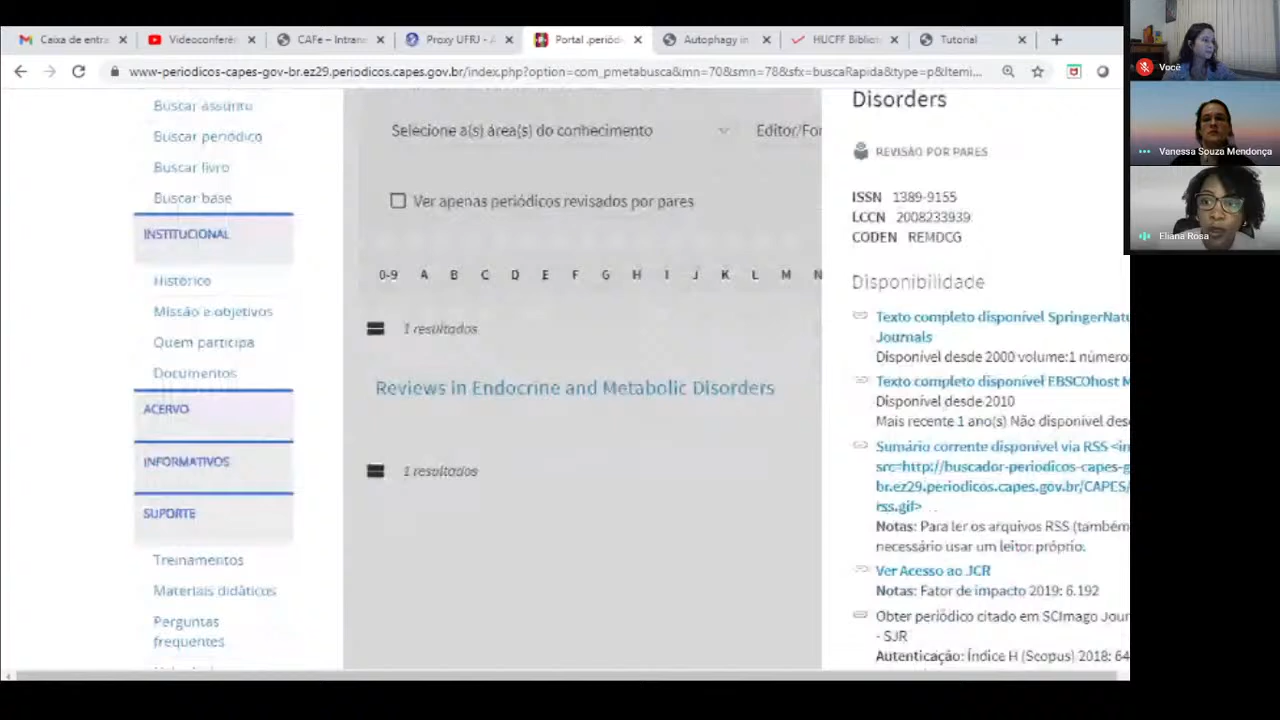 Caixa de entra
Videoconferên
CAFe – Intrane
Proxy UFRJ - A
Portal .periód
Autophagy in
HUCFF Bibliot
Tutorial
www-periodicos-capes-gov-br.ez29.periodicos.capes.gov.br/index.php?option=com_pmetabusca&mn=70&smn=78&sfx=buscaRapida&type=p&Itemi...
Buscar assunto
Buscar periódico
Buscar livro
Buscar base
INSTITUCIONAL
Histórico
Missão e objetivos
Quem participa
Documentos
ACERVO
INFORMATIVOS
SUPORTE
Treinamentos
Materiais didáticos
Perguntas
frequentes
Selecione a(s) área(s) do conhecimento
Editor/For
Ver apenas periódicos revisados por pares
0-9 A B C D E F G H I J K L M N
1 resultados
Reviews in Endocrine and Metabolic Disorders
1 resultados
Disorders
REVISÃO POR PARES
ISSN 1389-9155
LCCN 2008233939
CODEN REMDCG
Disponibilidade
Texto completo disponível SpringerNatu
Journals
Disponível desde 2000 volume:1 número:
Texto completo disponível EBSCOhost M
Disponível desde 2010
Mais recente 1 ano(s) Não disponível des
Sumário corrente disponível via RSS <in
src=http://buscador-periodicos-capes-g
br.ez29.periodicos.capes.gov.br/CAPES/
rss.gif>
Notas: Para ler os arquivos RSS (também
necessário usar um leitor próprio.
Ver Acesso ao JCR
Notas: Fator de impacto 2019: 6.192
Obter periódico citado em SCImago Jour
- SJR
Autenticação: Índice H (Scopus) 2018: 64
Você
Vanessa Souza Mendonça
Eliana Rosa